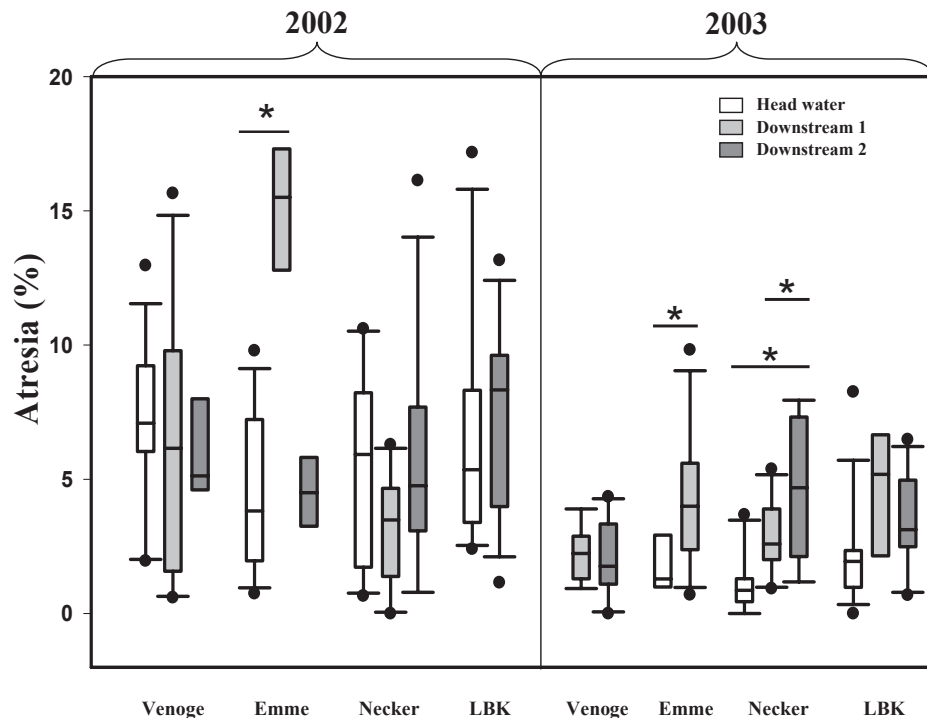 2002 2003
20
15
10
5
0
Atresia (%)
Head water
Downstream 1
Downstream 2
*
*
*
*
Venoge Emme Necker LBK Venoge Emme Necker LBK